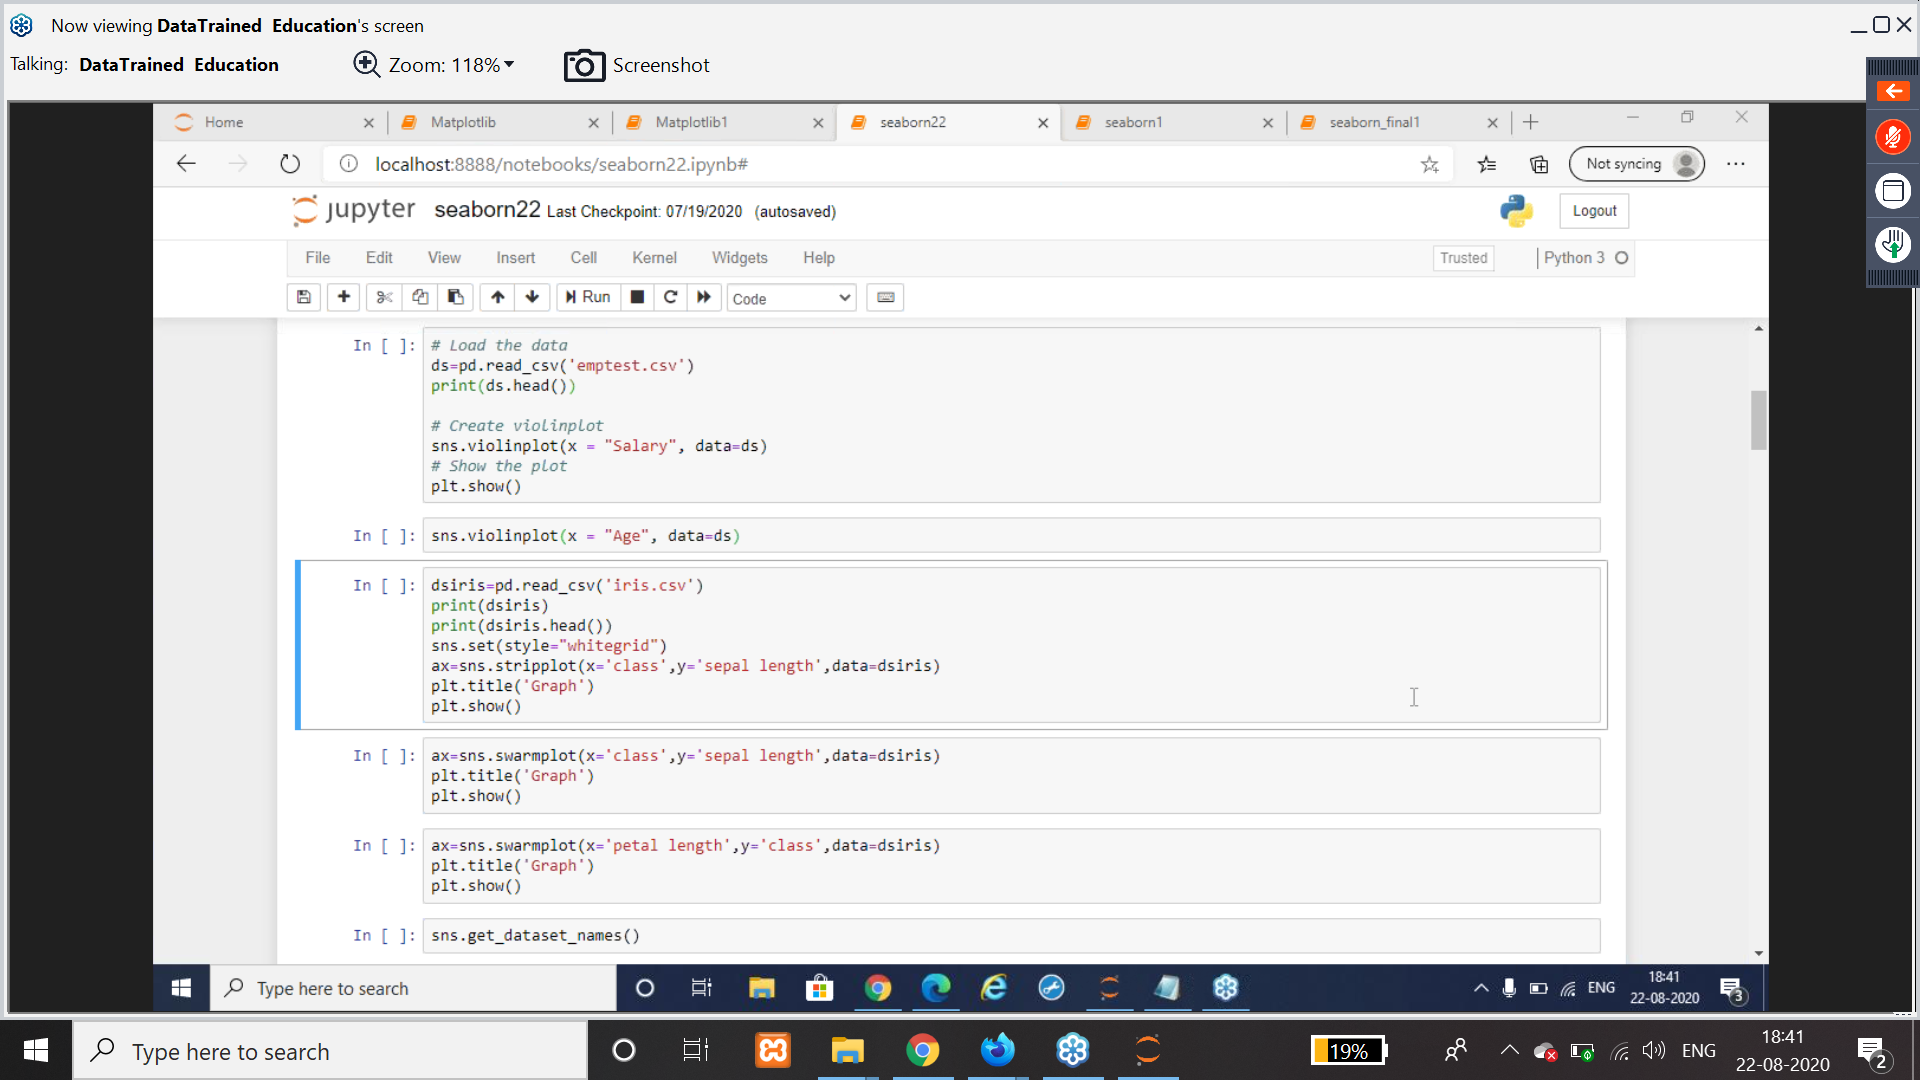 Now viewing DataTrained Education's screen
Talking: DataTrained Education
Zoom: 118%
Screenshot
Home
Matplotlib
Matplotlib1
seaborn22
seaborn1
seaborn_final1
localhost:8888/notebooks/seaborn22.ipynb#
Not syncing
jupyter seaborn22 Last Checkpoint: 07/19/2020 (autosaved)
Logout
File Edit View Insert Cell Kernel Widgets Help
Trusted
Python 3
Run
Code
In [ ]: # Load the data
ds=pd.read_csv('emptest.csv')
print(ds.head())
# Create violinplot
sns.violinplot(x = "Salary", data=ds)
# Show the plot
plt.show()
In [ ]: sns.violinplot(x = "Age", data=ds)
In [ ]: dsiris=pd.read_csv('iris.csv')
print(dsiris)
print(dsiris.head())
sns.set(style="whitegrid")
ax=sns.stripplot(x='class',y='sepal length',data=dsiris)
plt.title('Graph')
plt.show()
In [ ]: ax=sns.swarmplot(x='class',y='sepal length',data=dsiris)
plt.title('Graph')
plt.show()
In [ ]: ax=sns.swarmplot(x='petal length',y='class',data=dsiris)
plt.title('Graph')
plt.show()
In [ ]: sns.get_dataset_names()
Type here to search
ENG
18:41
22-08-2020
3
Type here to search
19%
ENG
18:41
22-08-2020
2